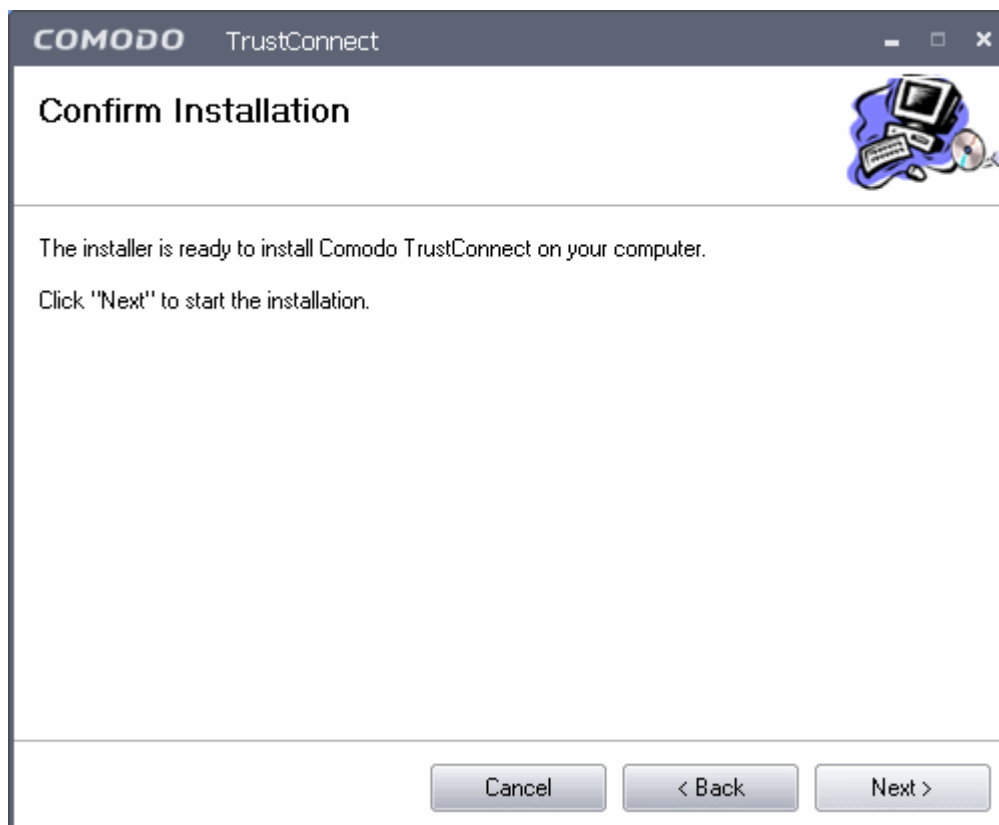 COMODO TrustConnect
Confirm Installation
The installer is ready to install Comodo TrustConnect on your computer.
Click "Next" to start the installation.
Cancel
< Back
Next >